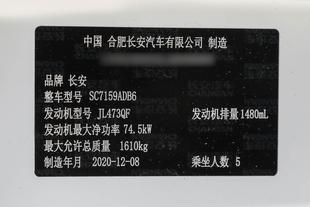 中国 合肥长安汽车有限公司 制造
品牌 长安
整车型号 SC7159ADB6
发动机型号 JL473QF 发动机排量 1480mL
发动机最大净功率 74.5kW
最大允许总质量 1610kg
制造年月 2020-12-08 乘坐人数 5